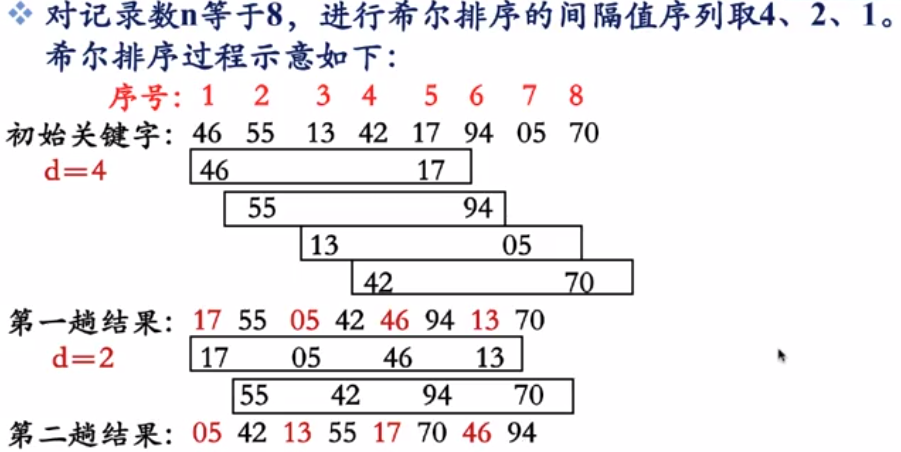 ❖ 对记录数n等于8，进行希尔排序的间隔值序列取4、2、1。
希尔排序过程示意如下：
序号：1 2 3 4 5 6 7 8
初始关键字：46 55 13 42 17 94 05 70
d＝4 46 17
55 94
13 05
42 70
第一趟结果：17 55 05 42 46 94 13 70
d＝2 17 05 46 13
55 42 94 70
第二趟结果：05 42 13 55 17 70 46 94